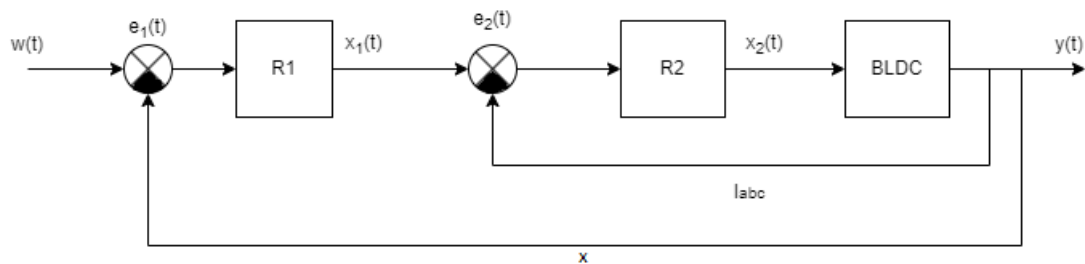 w(t)
e₁(t)
R1
x₁(t)
e₂(t)
R2
x₂(t)
BLDC
y(t)
Iabc
x